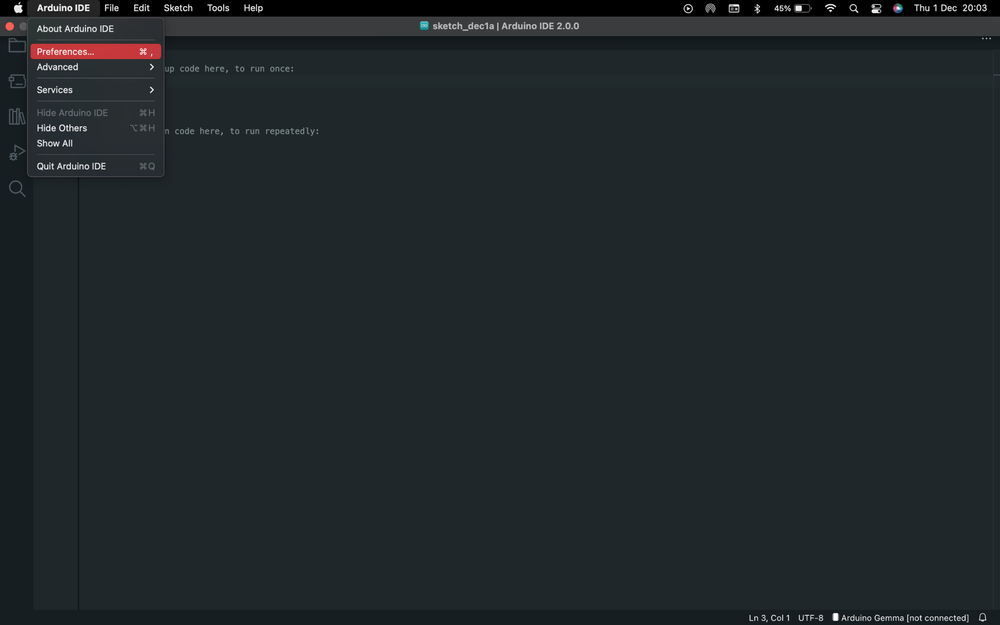 Arduino IDE File Edit Sketch Tools Help 45% Thu 1 Dec 20:03
sketch_dec1a | Arduino IDE 2.0.0
About Arduino IDE
Preferences... ⌘ ,
Advanced
up code here, to run once:
Services
Hide Arduino IDE ⌘H
Hide Others ⌥⌘H
n code here, to run repeatedly:
Show All
Quit Arduino IDE ⌘Q
Ln 3, Col 1 UTF-8 Arduino Gemma [not connected]